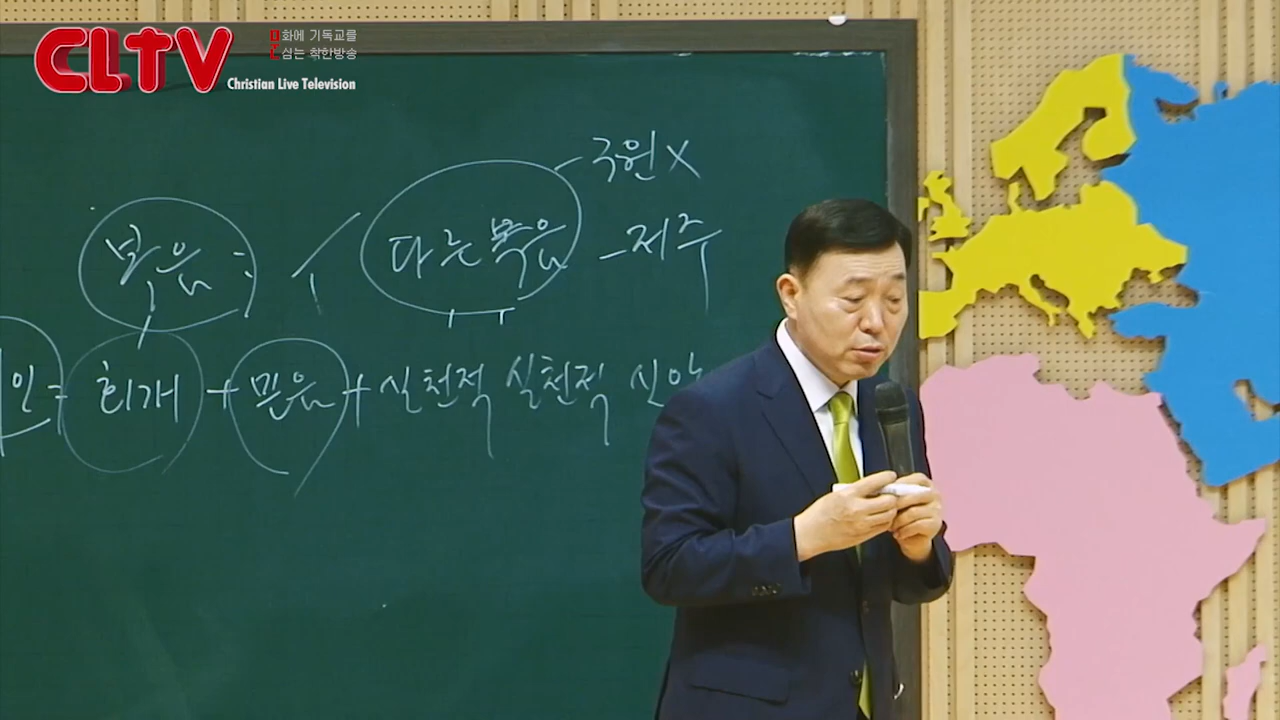 CLTV
문화에 기독교를
심는 착한방송
Christian Live Television
구원 X
복음 : 다른 복음 - 저주
인 = 회개 + 믿음 + 실천적 실천적 신앙